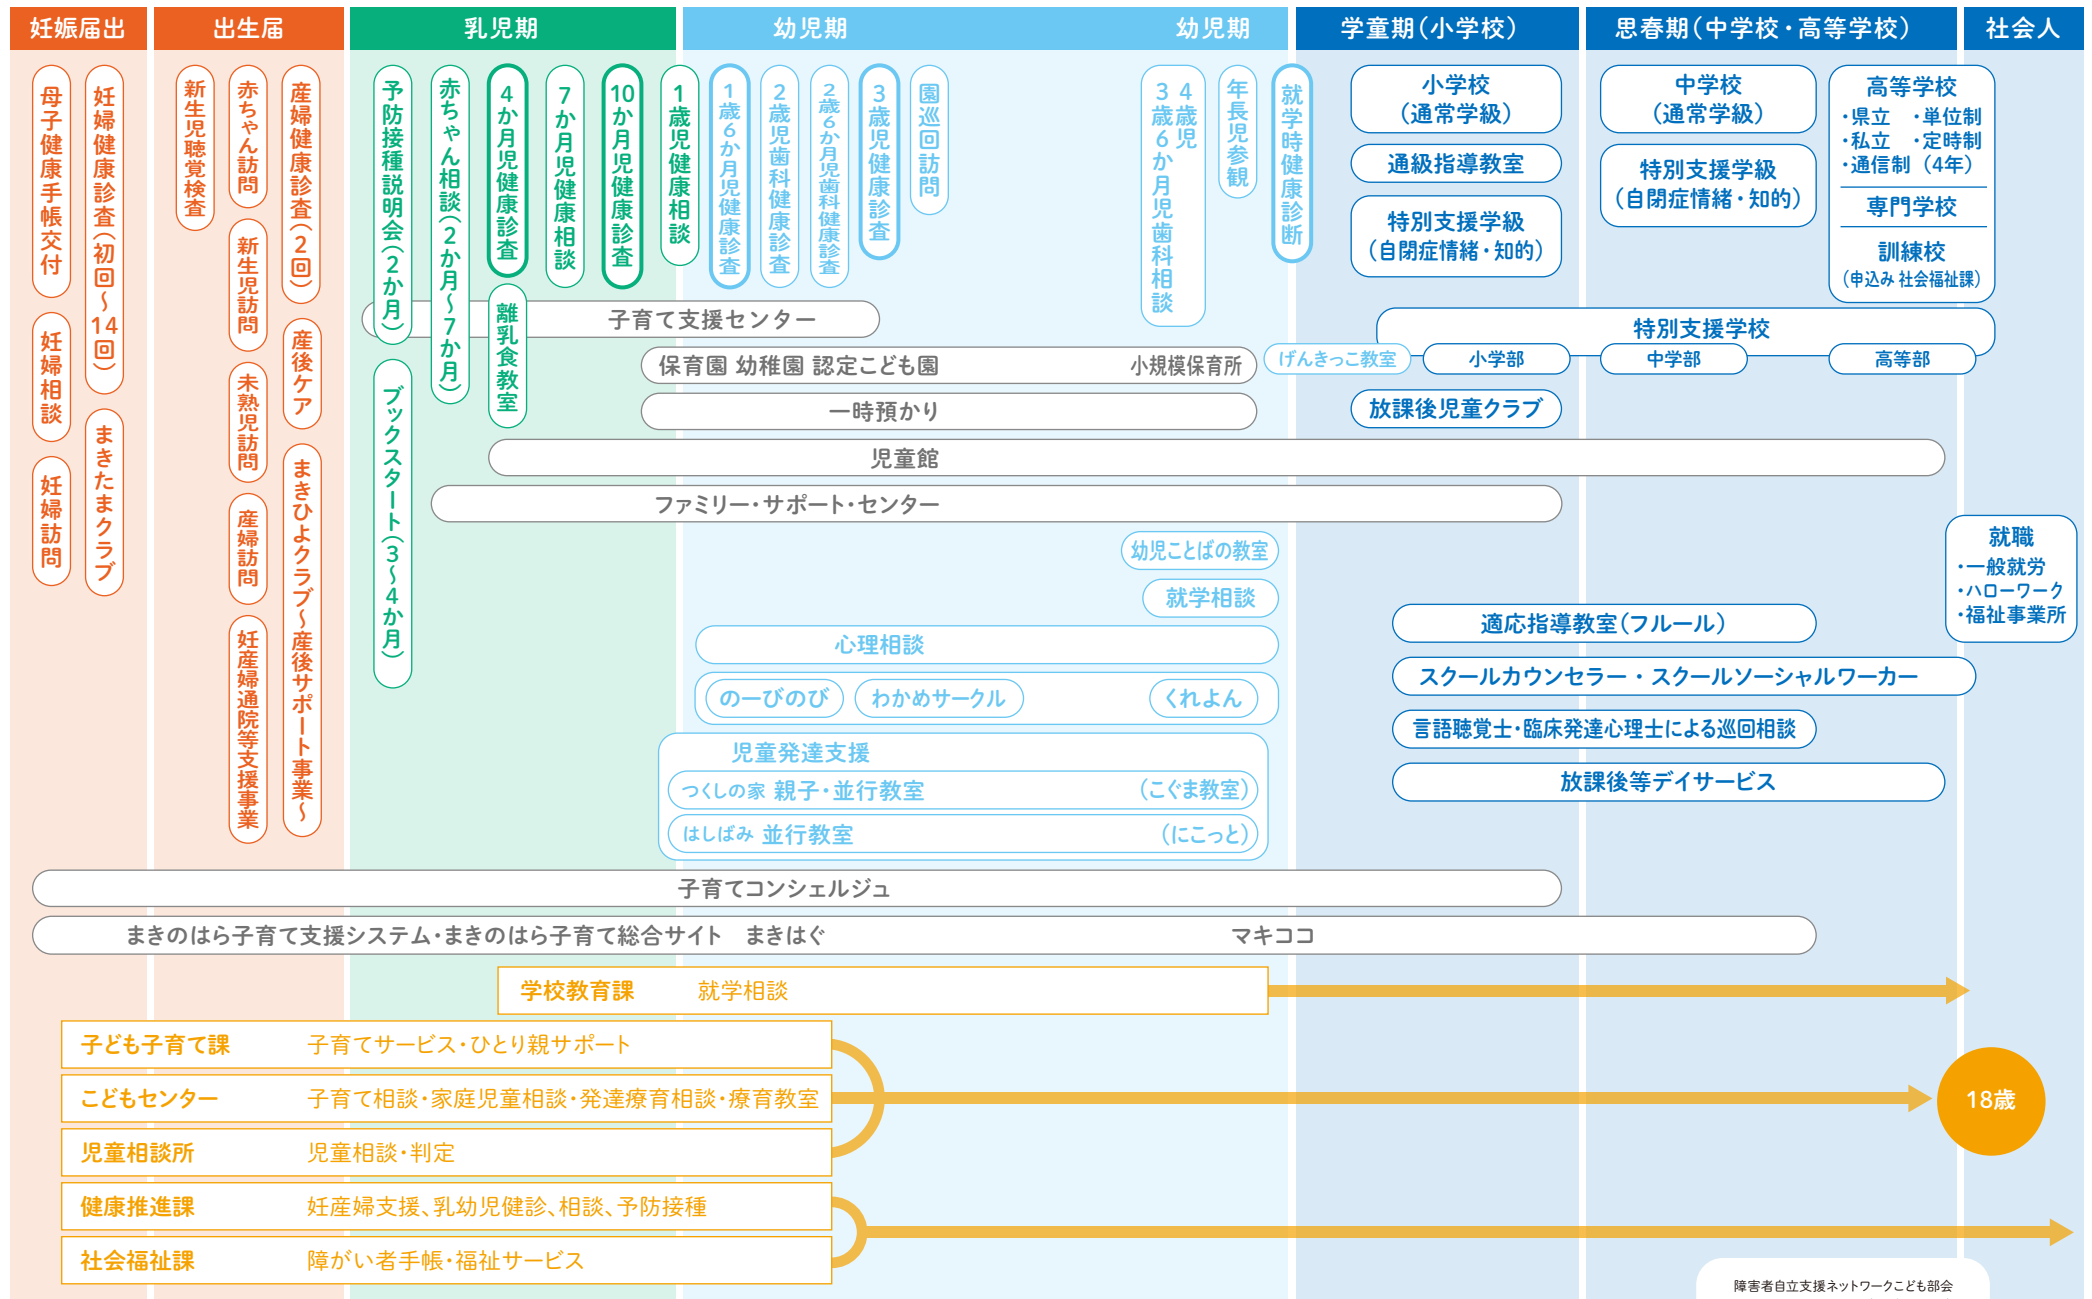 妊娠届出
出生届
乳児期
幼児期
幼児期
学童期（小学校）
思春期（中学校・高等学校）
社会人
母子健康手帳交付
妊婦相談
妊婦訪問
妊婦健康診査（初回～14回）
まきたまクラブ
新生児聴覚検査
赤ちゃん訪問
新生児訪問
未熟児訪問
産婦訪問
妊産婦通院等支援事業
産婦健康診査（2回）
産後ケア
まきひよクラブ～産後サポート事業～
予防接種説明会（2か月）
ブックスタート（3～4か月）
赤ちゃん相談（2か月～7か月）
4か月児健康診査
離乳食教室
7か月児健康相談
10か月児健康診査
1歳児健康相談
1歳6か月児健康診査
2歳児歯科健康診査
2歳6か月児歯科健康診査
3歳児健康診査
園巡回訪問
4歳児
3歳6か月児歯科相談
年長児参観
就学時健康診断
小学校
（通常学級）
通級指導教室
特別支援学級
（自閉症情緒・知的）
中学校
（通常学級）
特別支援学級
（自閉症情緒・知的）
高等学校
・県立　・単位制
・私立　・定時制
・通信制（4年）
専門学校
訓練校
（申込み 社会福祉課）
子育て支援センター
特別支援学校
保育園 幼稚園 認定こども園
小規模保育所
げんきっこ教室
小学部
中学部
高等部
一時預かり
放課後児童クラブ
児童館
ファミリー・サポート・センター
幼児ことばの教室
就職
・一般就労
・ハローワーク
・福祉事業所
就学相談
適応指導教室（フルール）
心理相談
スクールカウンセラー・スクールソーシャルワーカー
のーびのび
わかめサークル
くれよん
言語聴覚士・臨床発達心理士による巡回相談
児童発達支援
つくしの家 親子・並行教室
（こぐま教室）
放課後等デイサービス
はしばみ 並行教室
（にこっと）
子育てコンシェルジュ
まきのはら子育て支援システム・まきのはら子育て総合サイト　まきはぐ
マキココ
学校教育課　就学相談
子ども子育て課　子育てサービス・ひとり親サポート
こどもセンター　子育て相談・家庭児童相談・発達療育相談・療育教室
18歳
児童相談所　児童相談・判定
健康推進課　妊産婦支援、乳幼児健診、相談、予防接種
社会福祉課　障がい者手帳・福祉サービス
障害者自立支援ネットワークこども部会